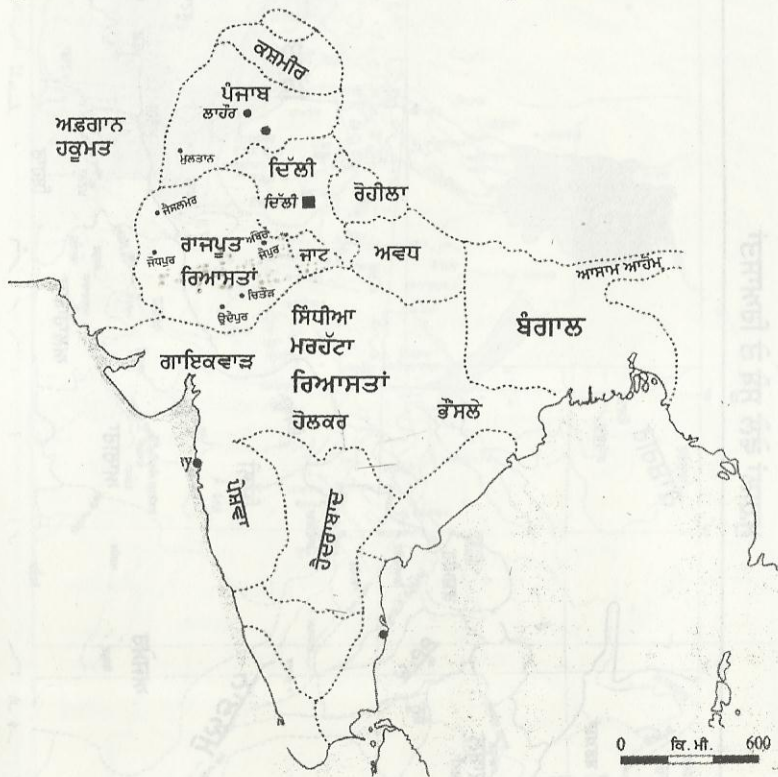 ਕਸ਼ਮੀਰ
ਪੰਜਾਬ
ਲਾਹੌਰ
ਅਫ਼ਗਾਨ
ਹਕੂਮਤ
ਮੁਲਤਾਨ
ਦਿੱਲੀ
ਦਿੱਲੀ
ਰੋਹੀਲਾ
ਜੈਸਲਮੇਰ
ਰਾਜਪੂਤ
ਜੈਪੁਰ
ਜੋਧਪੁਰ
ਰਿਆਸਤਾਂ
ਜਾਟ
ਅਵਧ
ਆਸਾਮ ਆਹੋਮ
ਚਿਤੌੜ
ਉਦੈਪੁਰ
ਸਿੰਧੀਆ
ਮਰਹੱਟਾ
ਰਿਆਸਤਾਂ
ਹੋਲਕਰ
ਬੰਗਾਲ
ਗਾਇਕਵਾੜ
ਭੌਂਸਲੇ
ਪੇਸ਼ਵਾ
ਹੈਦਰਾਬਾਦ
0 ਕਿ. ਮੀ. 600